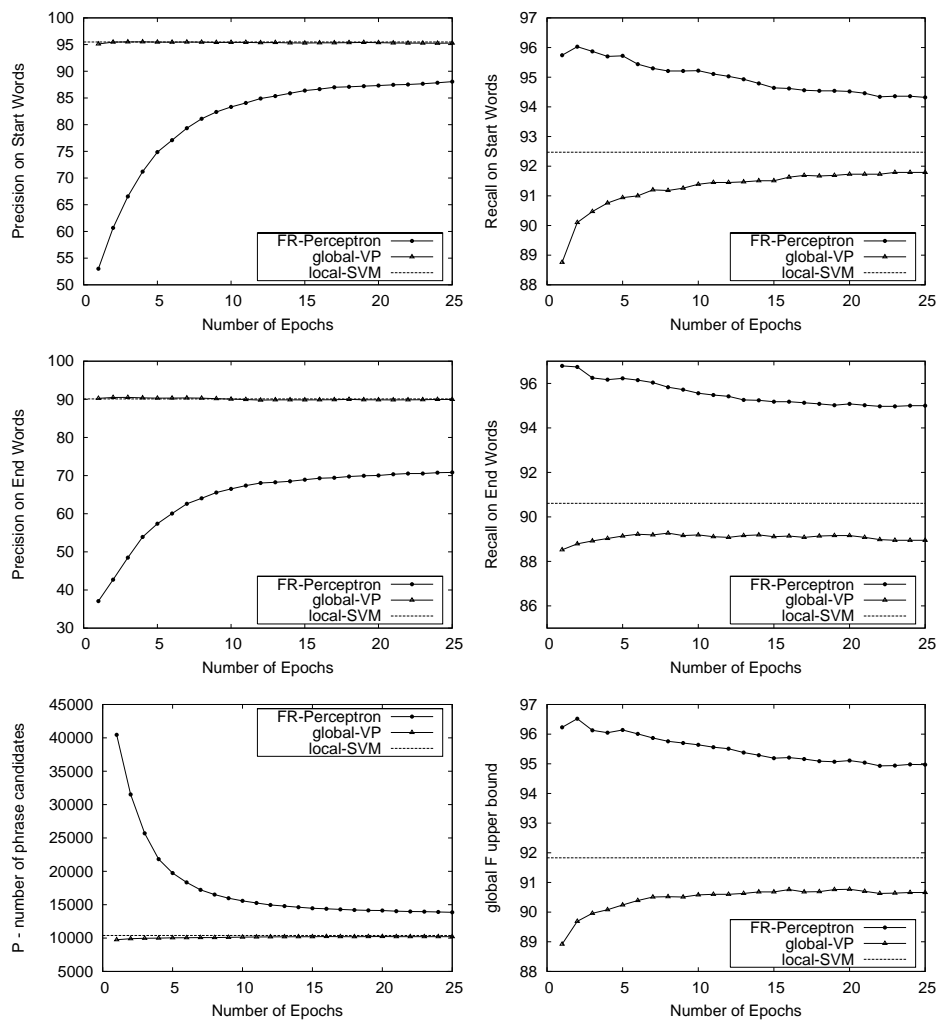 100
95
90
85
80
75
70
65
60
55
50
0 5 10 15 20 25
Precision on Start Words
Number of Epochs
FR-Perceptron
global-VP
local-SVM
97
96
95
94
93
92
91
90
89
88
0 5 10 15 20 25
Recall on Start Words
Number of Epochs
FR-Perceptron
global-VP
local-SVM
100
90
80
70
60
50
40
30
0 5 10 15 20 25
Precision on End Words
Number of Epochs
FR-Perceptron
global-VP
local-SVM
96
94
92
90
88
86
0 5 10 15 20 25
Recall on End Words
Number of Epochs
FR-Perceptron
global-VP
local-SVM
45000
40000
35000
30000
25000
20000
15000
10000
5000
0 5 10 15 20 25
P - number of phrase candidates
Number of Epochs
FR-Perceptron
global-VP
local-SVM
97
96
95
94
93
92
91
90
89
88
0 5 10 15 20 25
global F upper bound
Number of Epochs
FR-Perceptron
global-VP
local-SVM